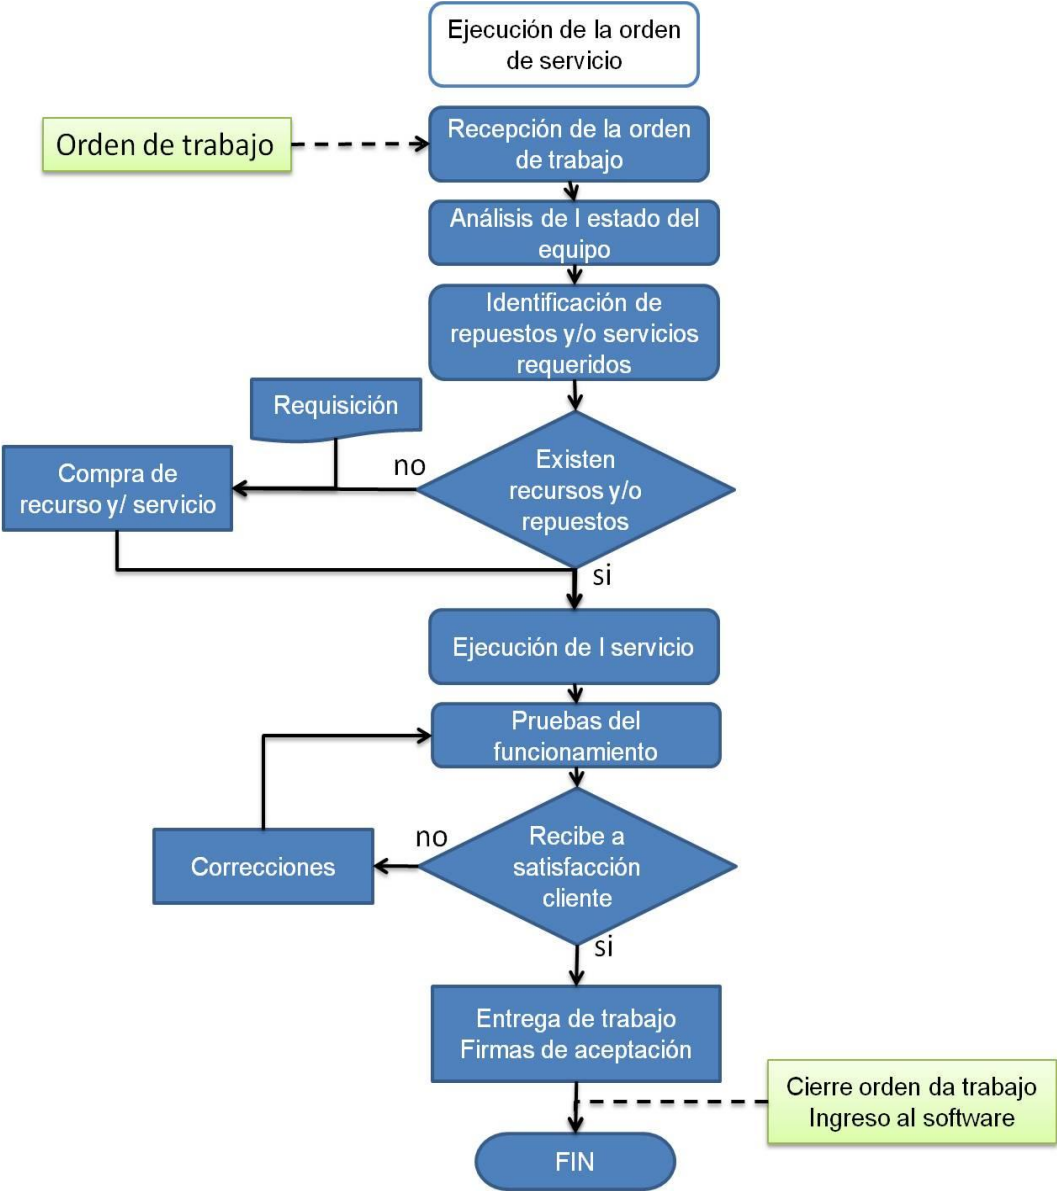 Ejecución de la orden
de servicio
Recepción de la orden
de trabajo
Orden de trabajo
Análisis de l estado del
equipo
Identificación de
repuestos y/o servicios
requeridos
Requisición
no
Existen
recursos y/o
repuestos
Compra de
recurso y/ servicio
si
Ejecución de l servicio
Pruebas del
funcionamiento
no
Recibe a
satisfacción
cliente
Correcciones
si
Entrega de trabajo
Firmas de aceptación
Cierre orden da trabajo
Ingreso al software
FIN